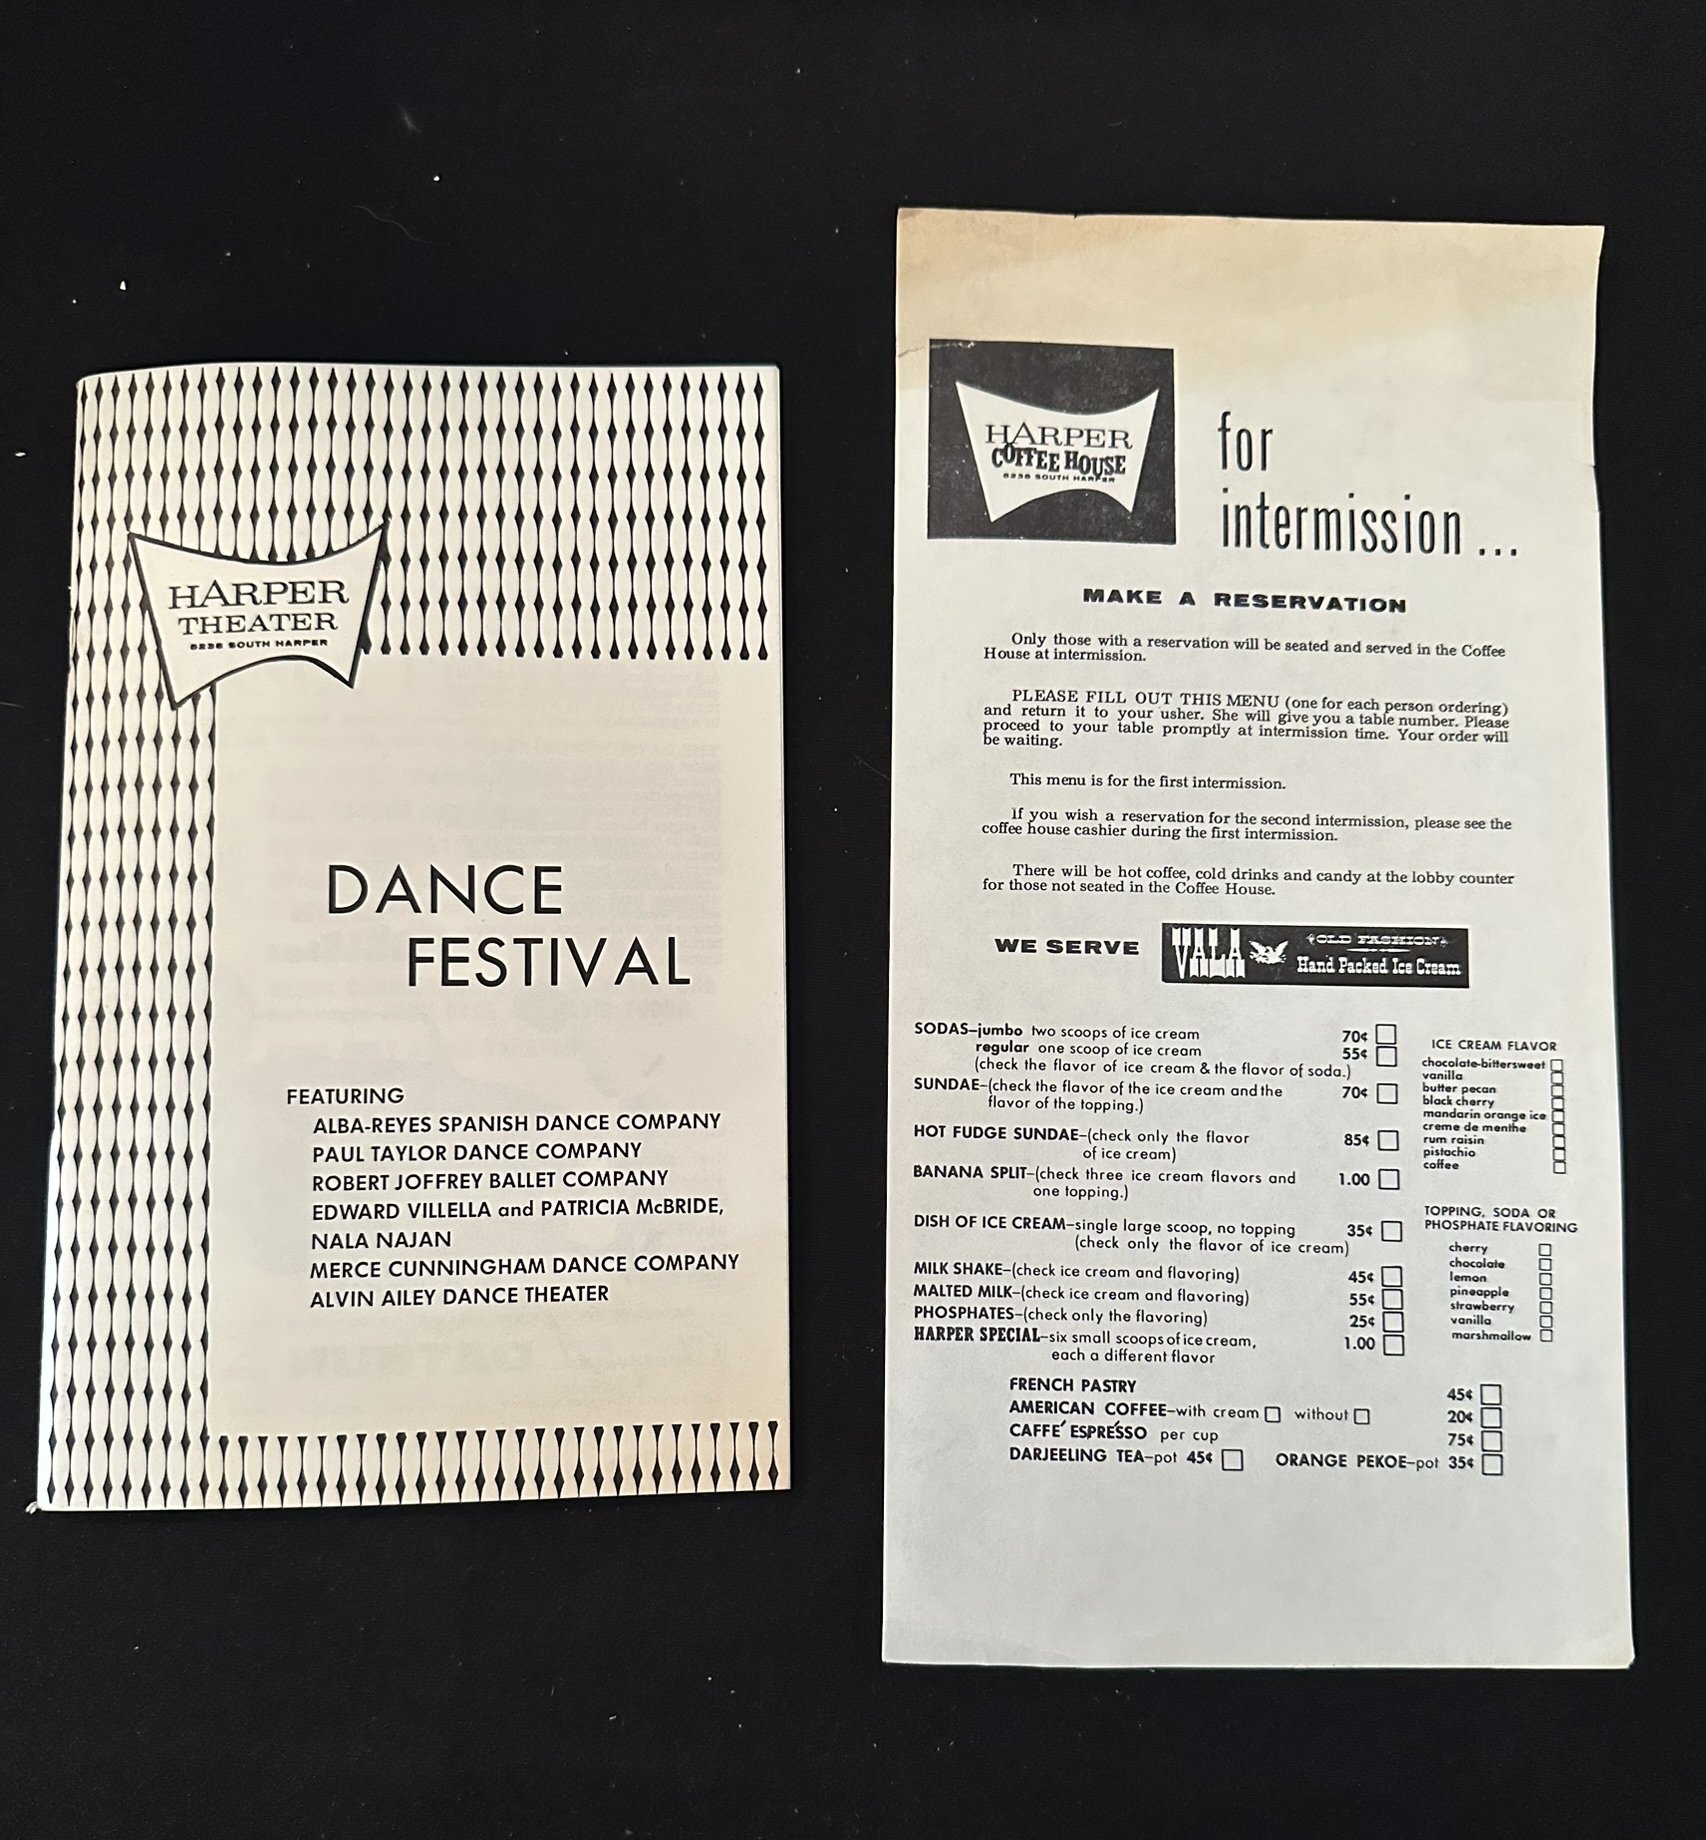 HARPER
THEATER
5238 SOUTH HARPER
DANCE
FESTIVAL
FEATURING
ALBA-REYES SPANISH DANCE COMPANY
PAUL TAYLOR DANCE COMPANY
ROBERT JOFFREY BALLET COMPANY
EDWARD VILLELLA and PATRICIA McBRIDE,
NALA NAJAN
MERCE CUNNINGHAM DANCE COMPANY
ALVIN AILEY DANCE THEATER
HARPER
COFFEE HOUSE
5238 SOUTH HARPER
for
intermission ...
MAKE A RESERVATION
Only those with a reservation will be seated and served in the Coffee
House at intermission.
PLEASE FILL OUT THIS MENU (one for each person ordering)
and return it to your usher. She will give you a table number. Please
proceed to your table promptly at intermission time. Your order will
be waiting.
This menu is for the first intermission.
If you wish a reservation for the second intermission, please see the
coffee house cashier during the first intermission.
There will be hot coffee, cold drinks and candy at the lobby counter
for those not seated in the Coffee House.
WE SERVE
VALA
OLD FASHION
Hand Packed Ice Cream
SODAS–jumbo two scoops of ice cream 70¢
regular one scoop of ice cream 55¢
(check the flavor of ice cream & the flavor of soda.)
SUNDAE–(check the flavor of the ice cream and the 70¢
flavor of the topping.)
HOT FUDGE SUNDAE–(check only the flavor 85¢
of ice cream)
BANANA SPLIT–(check three ice cream flavors and 1.00
one topping.)
DISH OF ICE CREAM–single large scoop, no topping 35¢
(check only the flavor of ice cream)
MILK SHAKE–(check ice cream and flavoring) 45¢
MALTED MILK–(check ice cream and flavoring) 55¢
PHOSPHATES–(check only the flavoring) 25¢
HARPER SPECIAL–six small scoops of ice cream, 1.00
each a different flavor
ICE CREAM FLAVOR
chocolate-bittersweet
vanilla
butter pecan
black cherry
mandarin orange ice
creme de menthe
rum raisin
pistachio
coffee
TOPPING, SODA OR
PHOSPHATE FLAVORING
cherry
chocolate
lemon
pineapple
strawberry
vanilla
marshmallow
FRENCH PASTRY 45¢
AMERICAN COFFEE–with cream without 20¢
CAFFÉ ESPRÉSSO per cup 75¢
DARJEELING TEA–pot 45¢ ORANGE PEKOE–pot 35¢